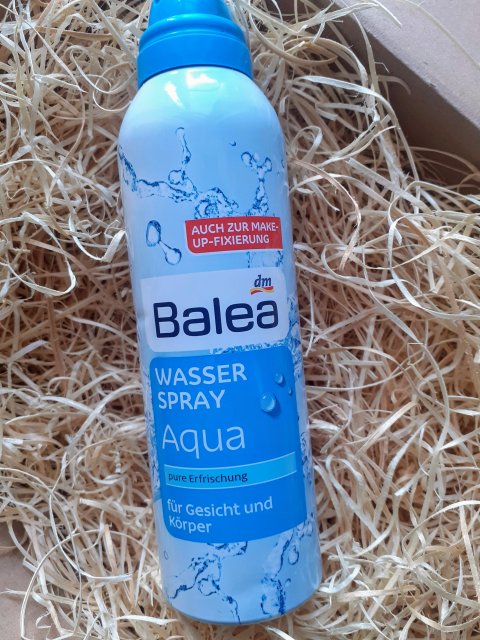 AUCH ZUR MAKE-
UP-FIXIERUNG
dm
Balea
WASSER
SPRAY
Aqua
pure Erfrischung
für Gesicht und
Körper